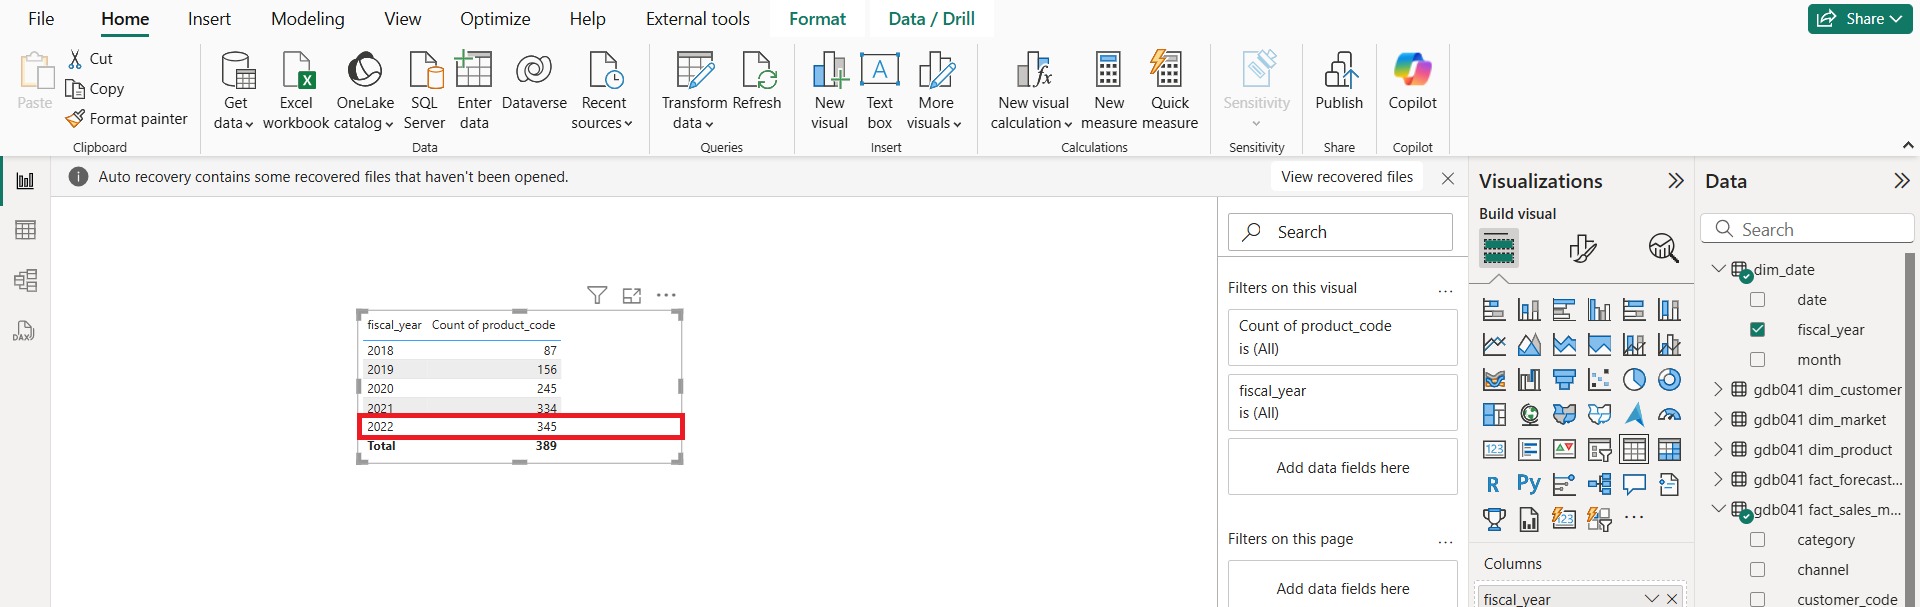 File Home Insert Modeling View Optimize Help External tools Format Data / Drill Share
Paste
Cut
Copy
Format painter
Clipboard
Get data
Excel workbook
OneLake catalog
SQL Server
Enter data
Dataverse
Recent sources
Data
Transform data
Refresh
Queries
New visual
Text box
More visuals
Insert
New visual calculation
New measure
Quick measure
Calculations
Sensitivity
Sensitivity
Publish
Share
Copilot
Copilot
Auto recovery contains some recovered files that haven't been opened.
View recovered files
DAX
fiscal_year Count of product_code
2018 87
2019 156
2020 245
2021 334
2022 345
Total 389
Search
Filters on this visual
Count of product_code
is (All)
fiscal_year
is (All)
Add data fields here
Filters on this page
Add data fields here
Visualizations
Build visual
123
R
Py
123
Columns
fiscal_year
Data
Search
dim_date
date
fiscal_year
month
gdb041 dim_customer
gdb041 dim_market
gdb041 dim_product
gdb041 fact_forecast...
gdb041 fact_sales_m...
category
channel
customer_code